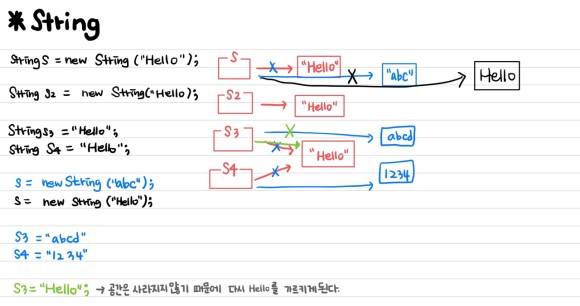 * String
String S = new String ("Hello");
S
"Hello"
"abc"
Hello
String S2 = new String("Hello);
S2
"Hello"
String S3 = "Hello";
S3
abcd
String S4 = "Hello";
"Hello"
S4
1234
S = new String ("abc");
S = new String ("Hello");
S3 = "abcd"
S4 = "1234"
S3 = "Hello"; → 공간은 사라지지않기 때문에 다시 Hello를 가르키게된다.